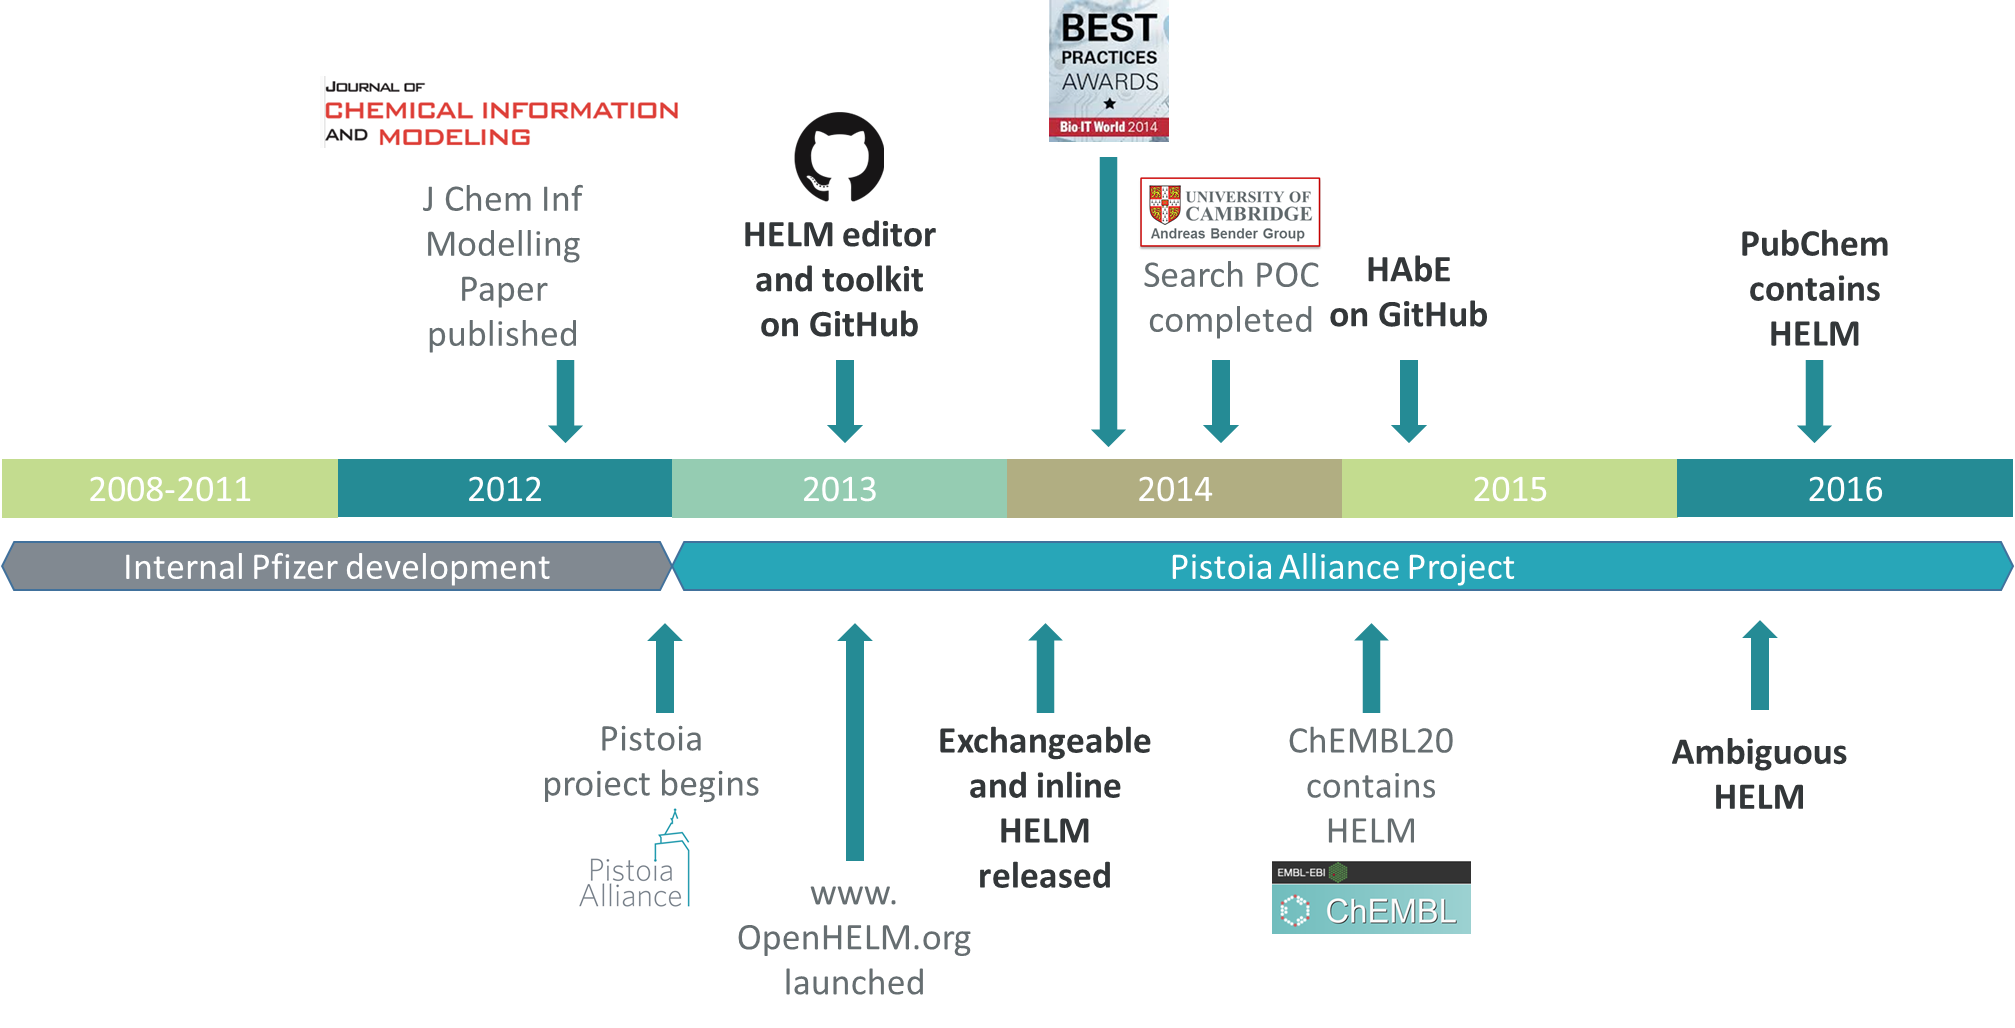 BEST
PRACTICES
AWARDS
Bio·IT World 2014
JOURNAL OF
CHEMICAL INFORMATION
AND MODELING
J Chem Inf
Modelling
Paper
published
HELM editor
and toolkit
on GitHub
UNIVERSITY OF
CAMBRIDGE
Andreas Bender Group
Search POC
completed
HAbE
on GitHub
PubChem
contains
HELM
2008-2011
2012
2013
2014
2015
2016
Internal Pfizer development
Pistoia Alliance Project
Pistoia
project begins
Pistoia
Alliance
www.
OpenHELM.org
launched
Exchangeable
and inline
HELM
released
ChEMBL20
contains
HELM
EMBL-EBI
ChEMBL
Ambiguous
HELM